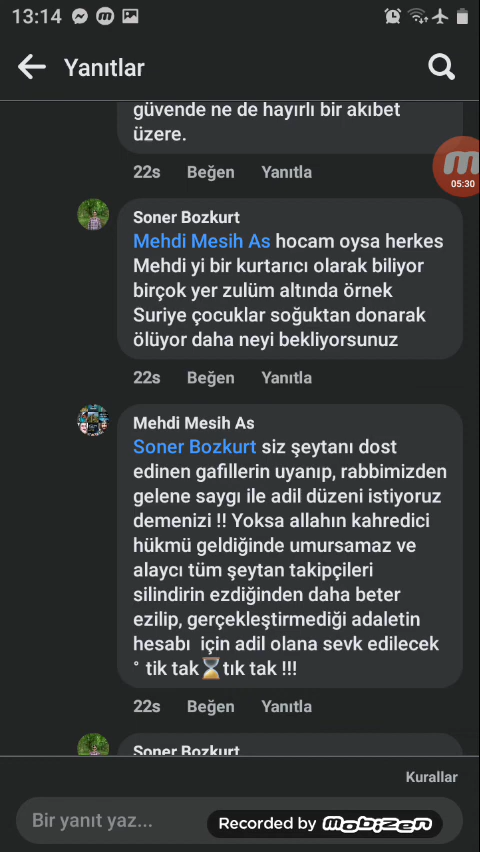 13:14
Yanıtlar
güvende ne de hayırlı bir akıbet
üzere.
22s Beğen Yanıtla
05:30
Soner Bozkurt
Mehdi Mesih As hocam oysa herkes
Mehdi yi bir kurtarıcı olarak biliyor
birçok yer zulüm altında örnek
Suriye çocuklar soğuktan donarak
ölüyor daha neyi bekliyorsunuz
22s Beğen Yanıtla
Mehdi Mesih As
Soner Bozkurt siz şeytanı dost
edinen gafillerin uyanıp, rabbimizden
gelene saygı ile adil düzeni istiyoruz
demenizi !! Yoksa allahın kahredici
hükmü geldiğinde umursamaz ve
alaycı tüm şeytan takipçileri
silindirin ezdiğinden daha beter
ezilip, gerçekleştirmediği adaletin
hesabı için adil olana sevk edilecek
° tik tak⏳tık tak !!!
22s Beğen Yanıtla
Soner Bozkurt
Kurallar
Bir yanıt yaz...
Recorded by mobizen